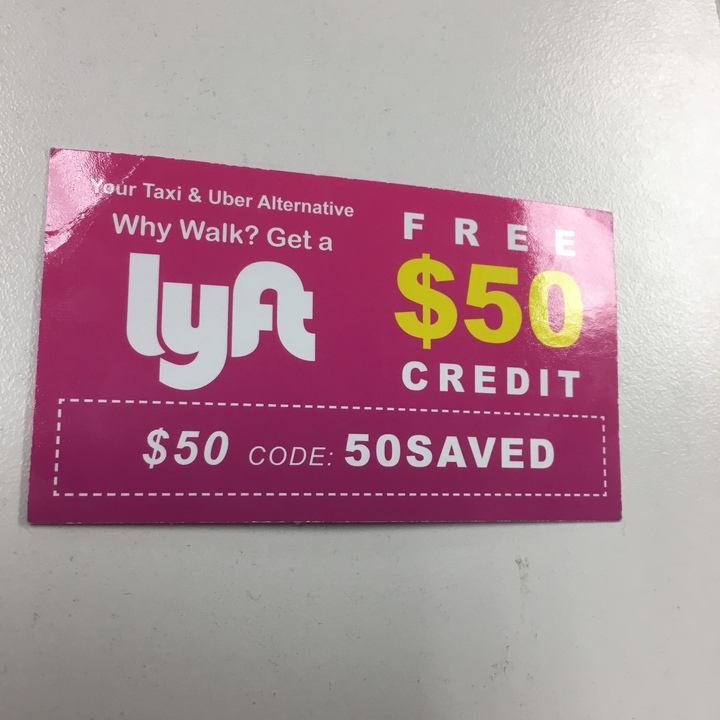 Your Taxi & Uber Alternative
Why Walk? Get a
lyft
FREE
$50
CREDIT
$50 CODE: 50SAVED